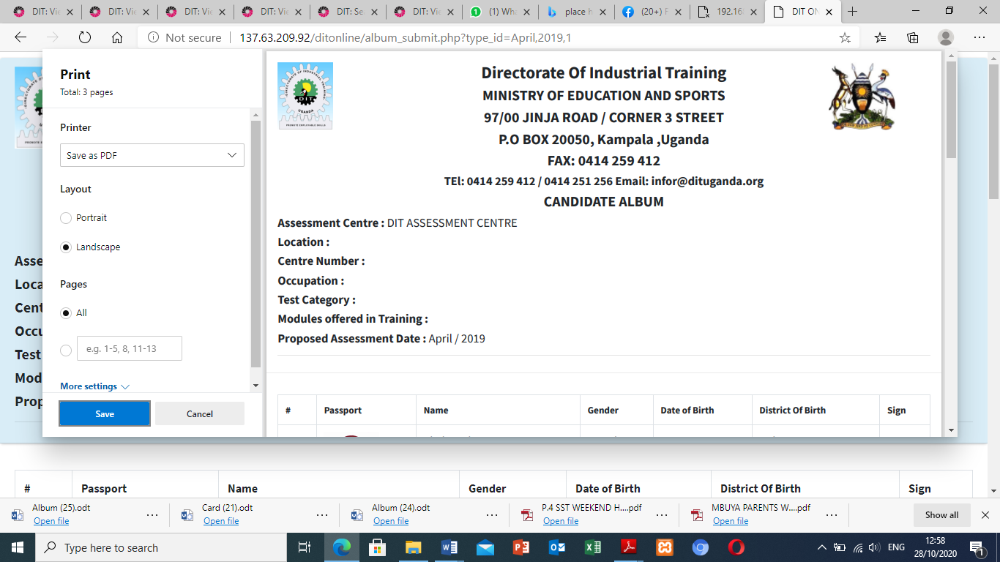 DIT: Vie
DIT: Vie
DIT: Vie
DIT: Vie
DIT: Se
DIT: Vie
(1) Wha
place h
(20+) F
192.16
DIT ON
Not secure
137.63.209.92/ditonline/album_submit.php?type_id=April,2019,1
Print
Total: 3 pages
Printer
Save as PDF
Layout
Portrait
Landscape
Pages
All
e.g. 1-5, 8, 11-13
More settings
Save
Cancel
DIT
UGANDA
Directorate Of Industrial Training
MINISTRY OF EDUCATION AND SPORTS
97/00 JINJA ROAD / CORNER 3 STREET
P.O BOX 20050, Kampala ,Uganda
FAX: 0414 259 412
TEl: 0414 259 412 / 0414 251 256 Email: infor@dituganda.org
CANDIDATE ALBUM
Assessment Centre : DIT ASSESSMENT CENTRE
Location :
Centre Number :
Occupation :
Test Category :
Modules offered in Training :
Proposed Assessment Date : April / 2019
# Passport Name Gender Date of Birth District Of Birth Sign
Asse
Loca
Cent
Occu
Test
Mod
Prop
# Passport Name Gender Date of Birth District Of Birth Sign
Album (25).odt
Open file
Card (21).odt
Open file
Album (24).odt
Open file
P.4 SST WEEKEND H....pdf
Open file
MBUYA PARENTS W....pdf
Open file
Show all
Type here to search
ENG
12:58
28/10/2020
1